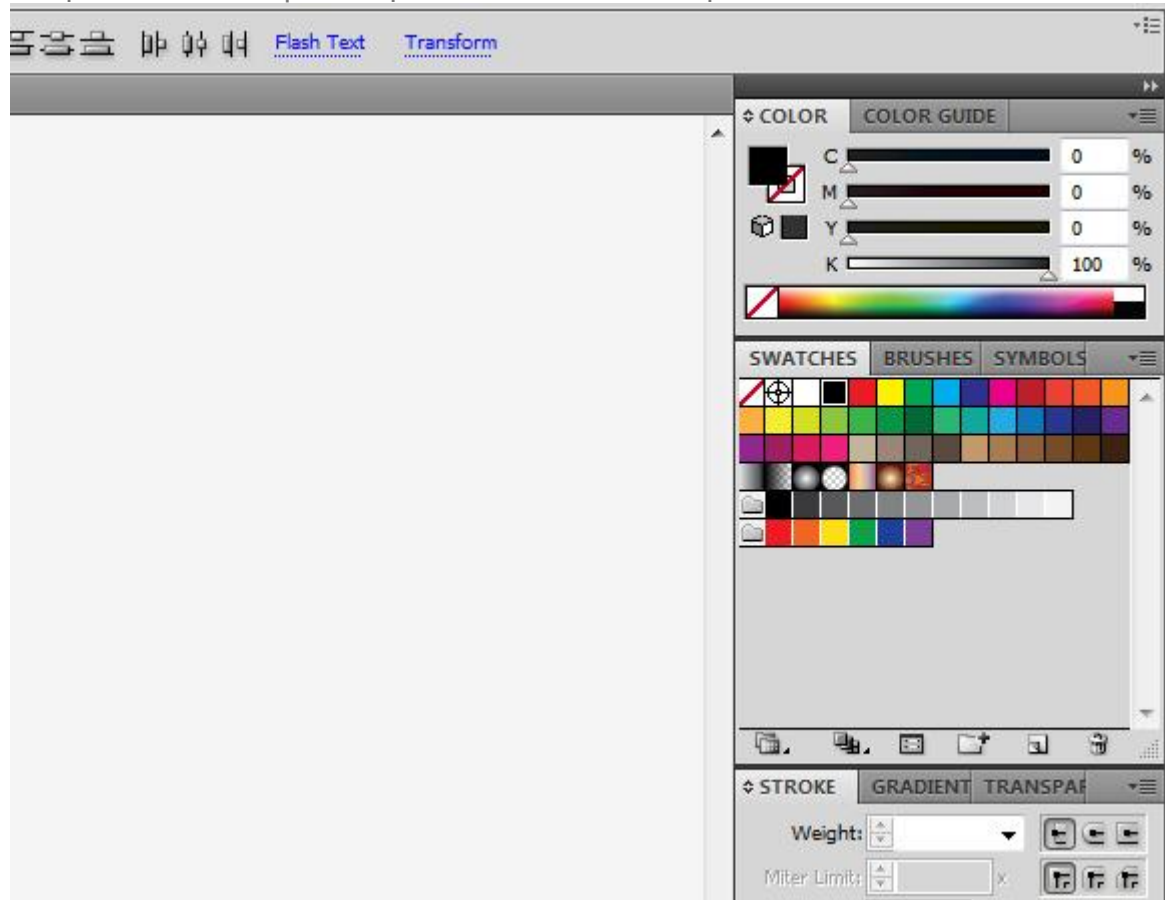 Flash Text Transform
COLOR COLOR GUIDE
C 0 %
M 0 %
Y 0 %
K 100 %
SWATCHES BRUSHES SYMBOLS
STROKE GRADIENT TRANSPAR
Weight:
Miter Limit: x